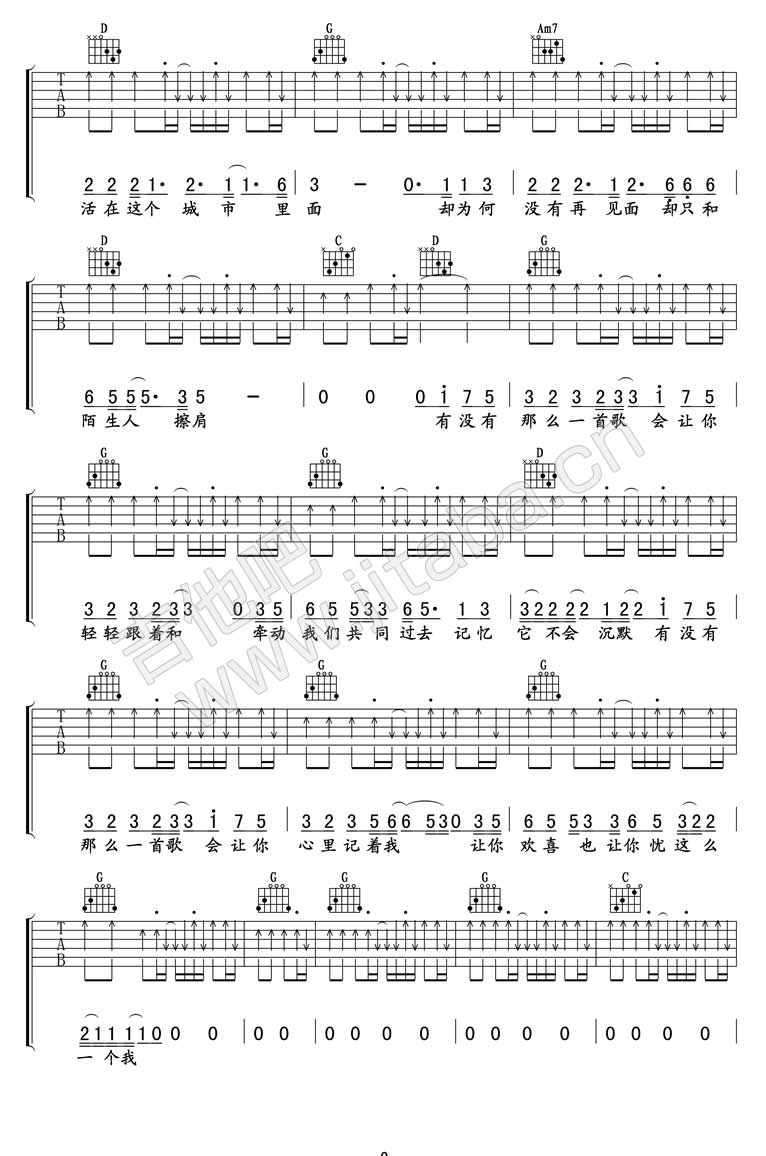 D G Am7
T A B
2 2 2 1· 2· 1 1· 6 3 — 0· 1 1 3 2 2 2· 1 2· 6 6 6
活在这个 城 市 里面 却为何 没有再 见面 却只和
D C D G
T A B
6 5 5 5· 3 5 — 0 0 0 1 7 5 3 2 3 2 3 3 1 7 5
陌生人 擦肩 有没有 那么一首歌 会让你
G G D
T A B
3 2 3 2 3 3 0 3 5 6 5 5 3 3 6 5· 1 3 3 2 2 2 2 1 2 2 1 7 5
轻轻跟着和 牵动 我们共同过去 记忆 它 不会 沉默 有没有
G G G
T A B
3 2 3 2 3 3 1 7 5 3 2 3 5 6 6 5 3 0 3 5 6 5 5 3 3 6 5 3 2 2
那么一首歌 会让你 心里记着我 让你 欢喜 也让你 忧这么
G G G G C
T A B
2 1 1 1 1 0 0 0 0 0 0 0 0 0 0 0 0 0 0 0 0 0 0
一 个我
吉他吧
www.jitaba.cn